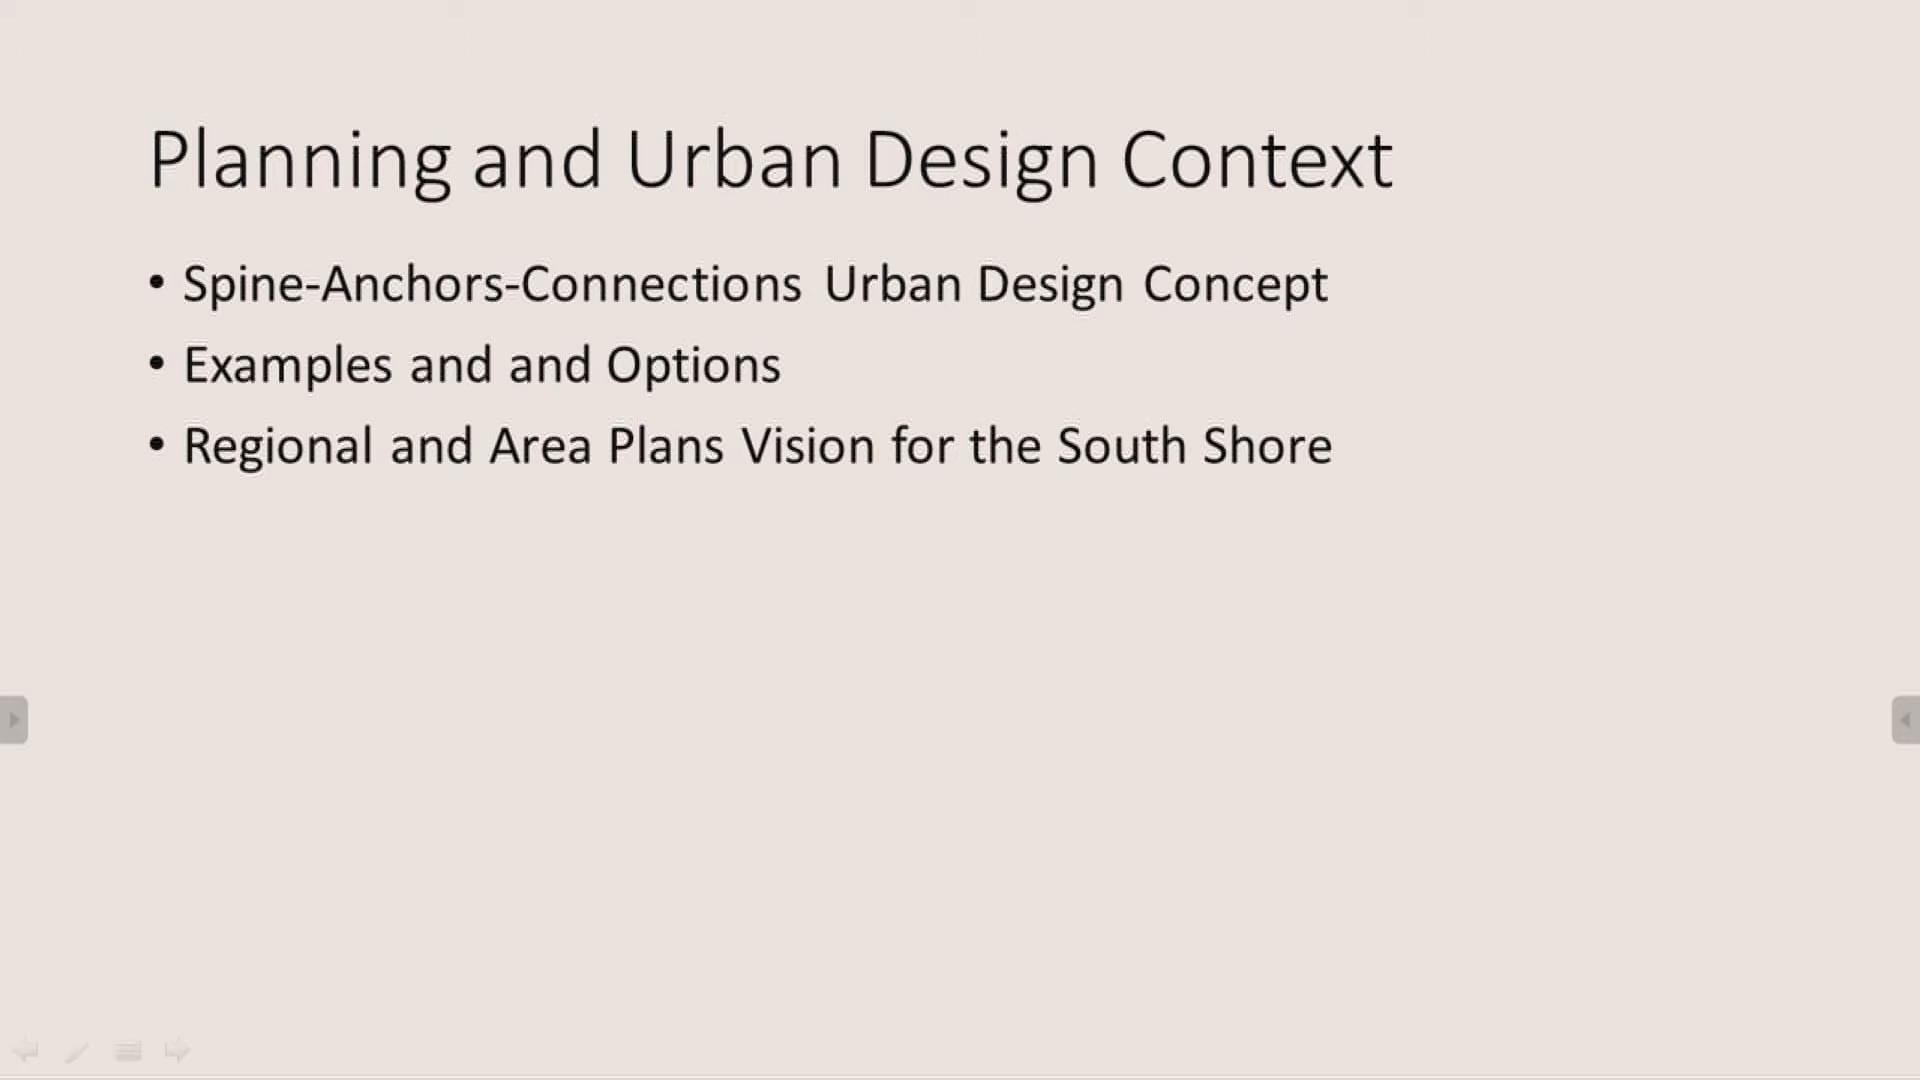 Planning and Urban Design Context
• Spine-Anchors-Connections Urban Design Concept
• Examples and and Options
• Regional and Area Plans Vision for the South Shore